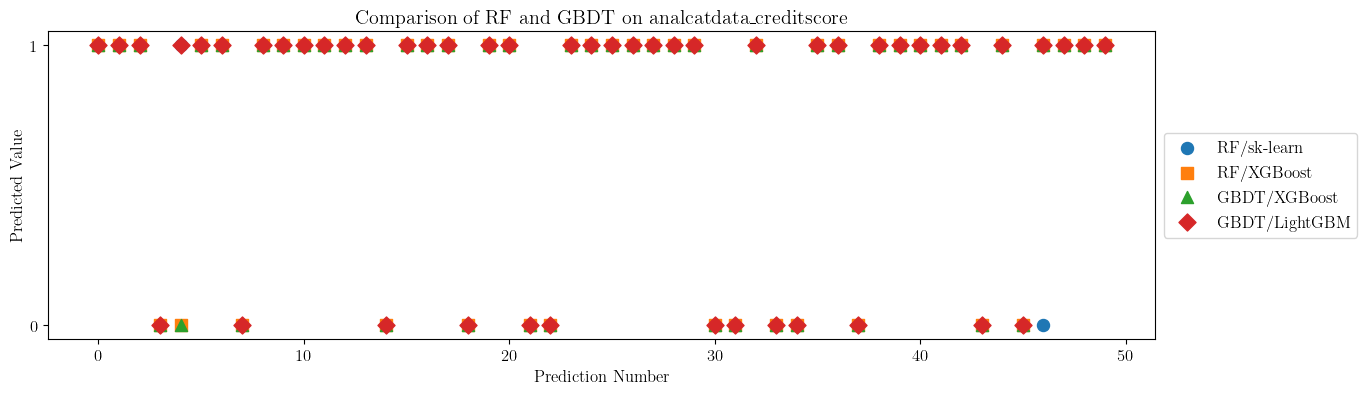 Comparison of RF and GBDT on analcatdata_creditscore
Predicted Value
1
0
0
10
20
30
40
50
Prediction Number
RF/sk-learn
RF/XGBoost
GBDT/XGBoost
GBDT/LightGBM